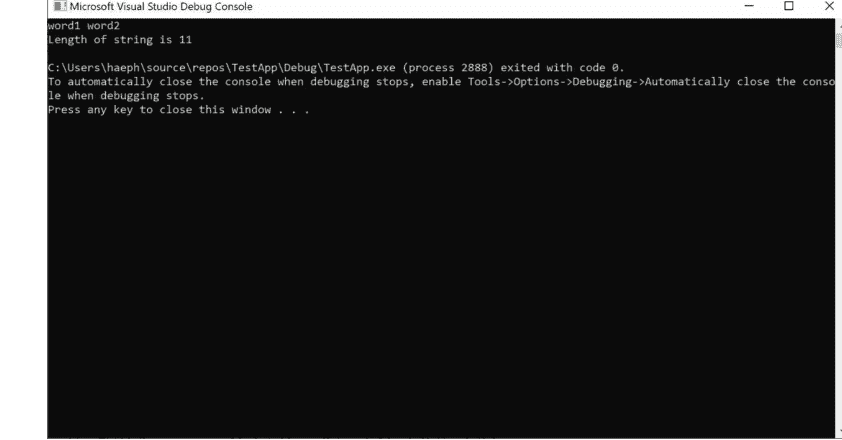 Microsoft Visual Studio Debug Console
word1 word2
Length of string is 11
C:\Users\haeph\source\repos\TestApp\Debug\TestApp.exe (process 2888) exited with code 0.
To automatically close the console when debugging stops, enable Tools->Options->Debugging->Automatically close the conso
le when debugging stops.
Press any key to close this window . . .